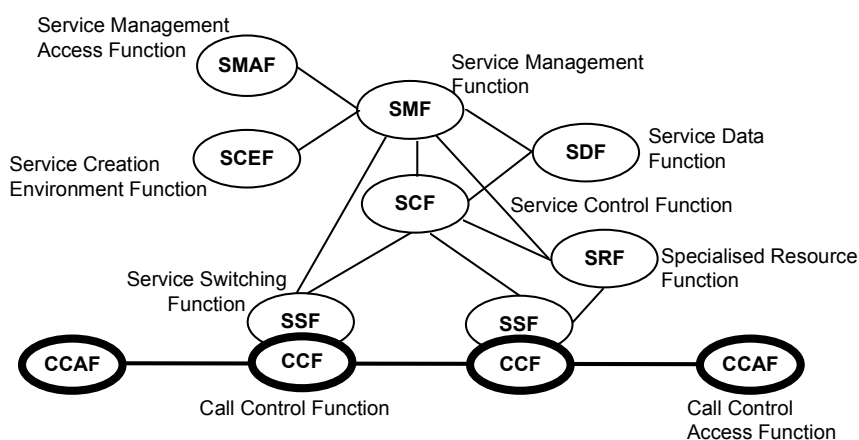 Service Management
Access Function
SMAF
Service Management
Function
SMF
Service Creation
Environment Function
SCEF
SDF
Service Data
Function
SCF
Service Control Function
SRF
Specialised Resource
Function
Service Switching
Function
SSF
SSF
CCAF
CCF
CCF
CCAF
Call Control Function
Call Control
Access Function